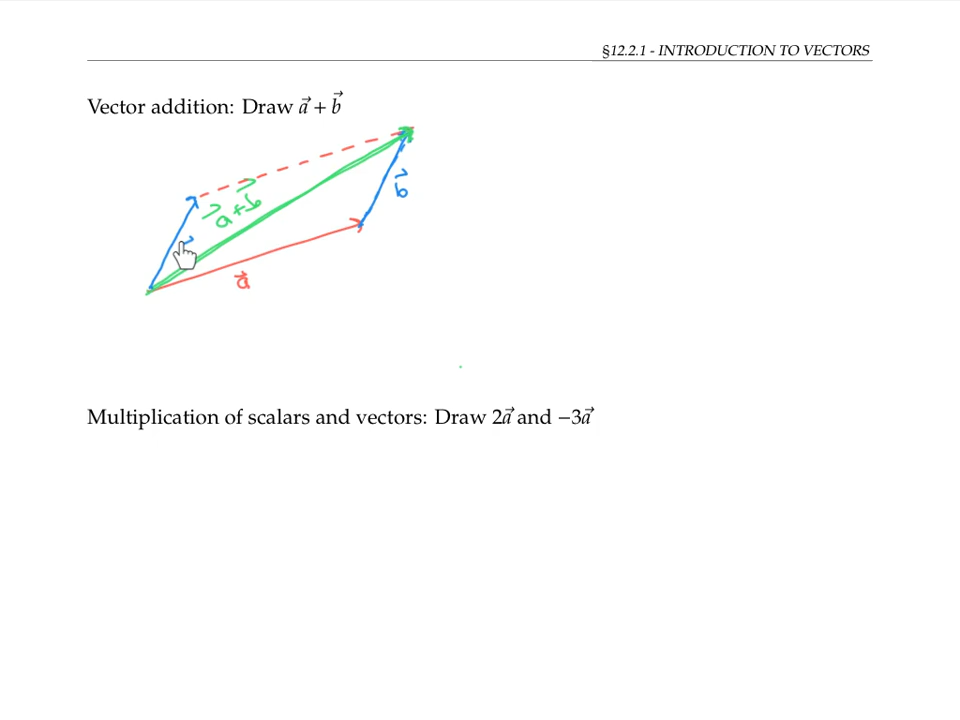 §12.2.1 - INTRODUCTION TO VECTORS
Vector addition: Draw a⃗ + b⃗
b⃗
a⃗ + b⃗
a⃗
Multiplication of scalars and vectors: Draw 2a⃗ and −3a⃗